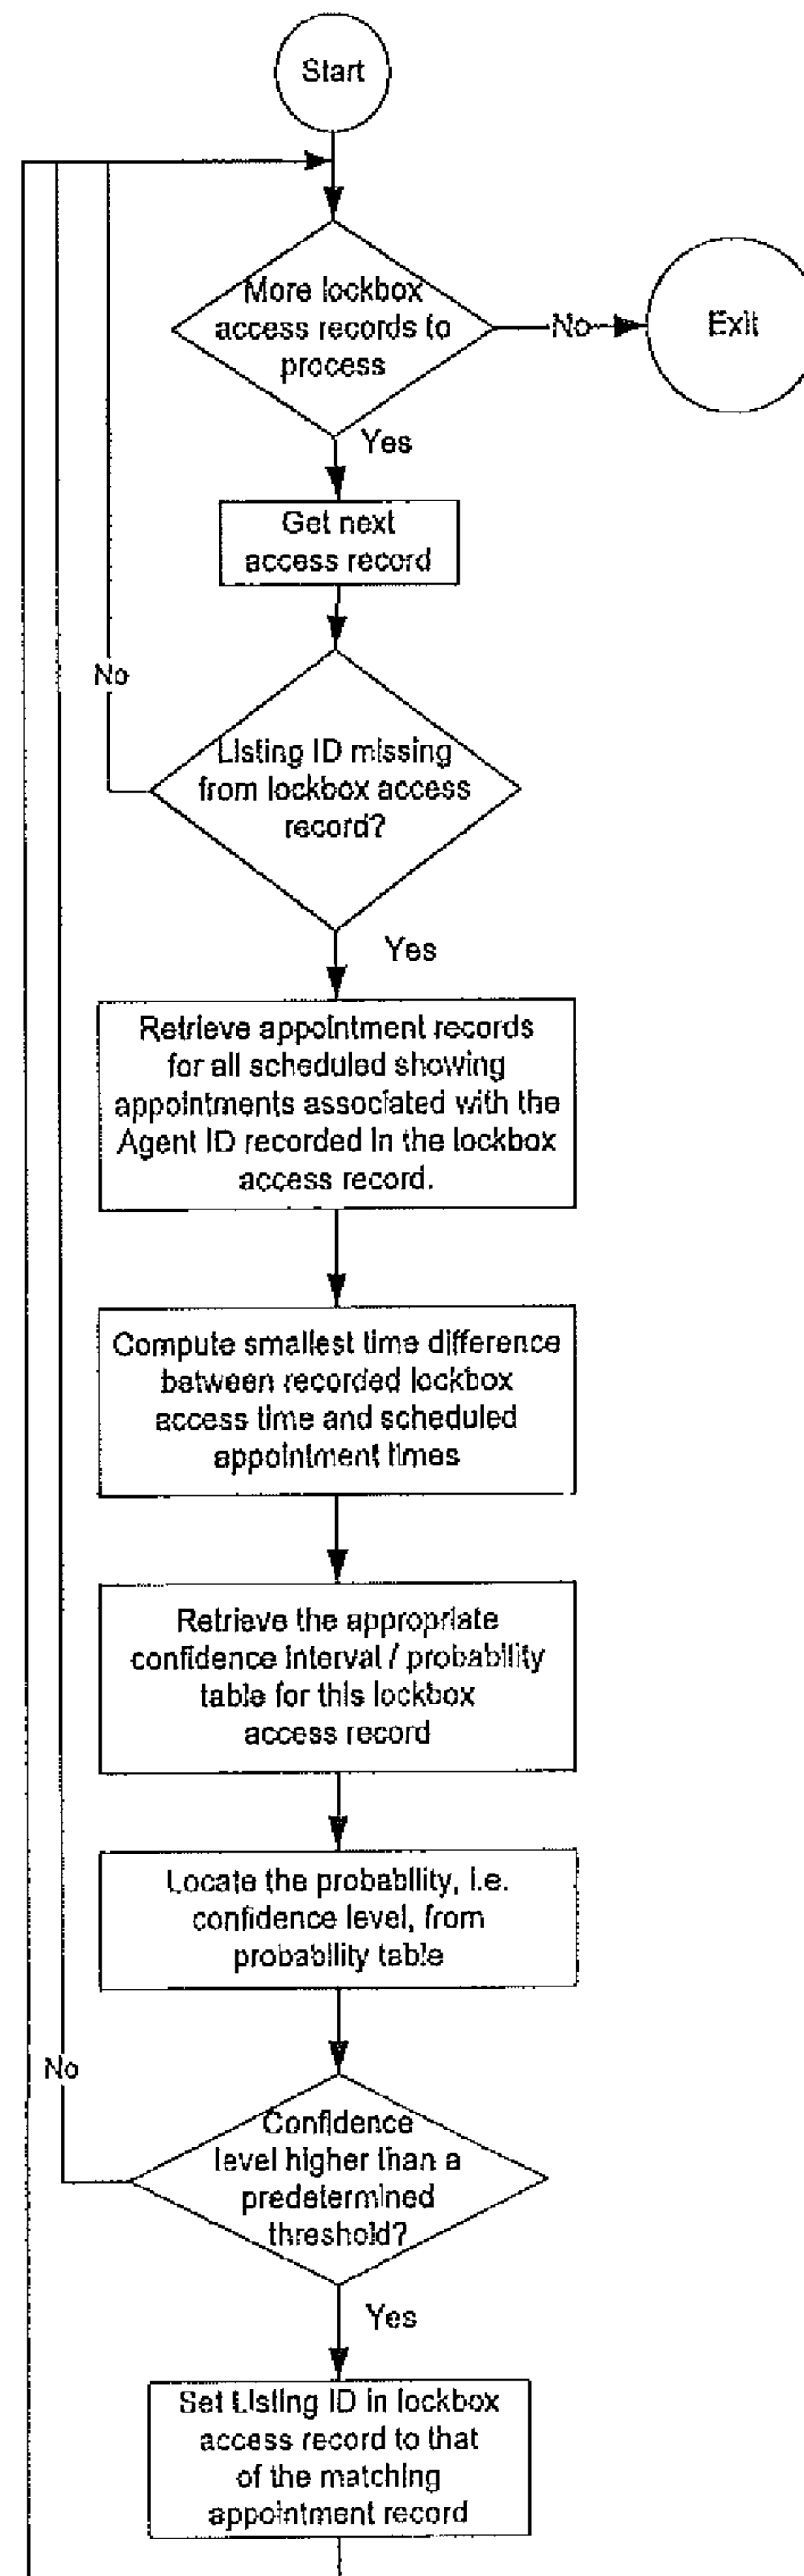 Start
More lockbox
access records to
process
No
Exit
Yes
Get next
access record
No
Listing ID missing
from lockbox access
record?
Yes
Retrieve appointment records
for all scheduled showing
appointments associated with the
Agent ID recorded in the lockbox
access record.
Compute smallest time difference
between recorded lockbox
access time and scheduled
appointment times
Retrieve the appropriate
confidence interval / probability
table for this lockbox
access record
Locate the probability, i.e.
confidence level, from
probability table
No
Confidence
level higher than a
predetermined
threshold?
Yes
Set Listing ID in lockbox
access record to that
of the matching
appointment record